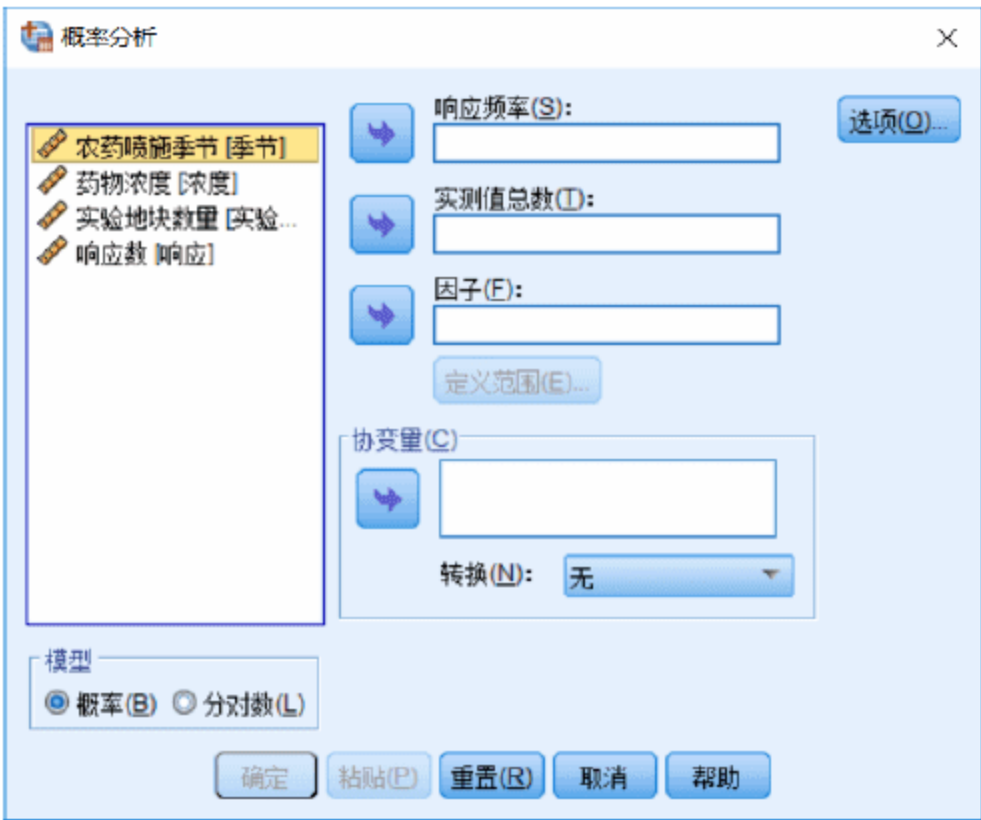 概率分析
农药喷施季节 [季节]
药物浓度 [浓度]
实验地块数量 [实验...
响应数 [响应]
响应频率(S):
选项(O)...
实测值总数(T):
因子(F):
定义范围(E)...
协变量(C)
转换(N): 无
模型
概率(B) 分对数(L)
确定 粘贴(P) 重置(R) 取消 帮助